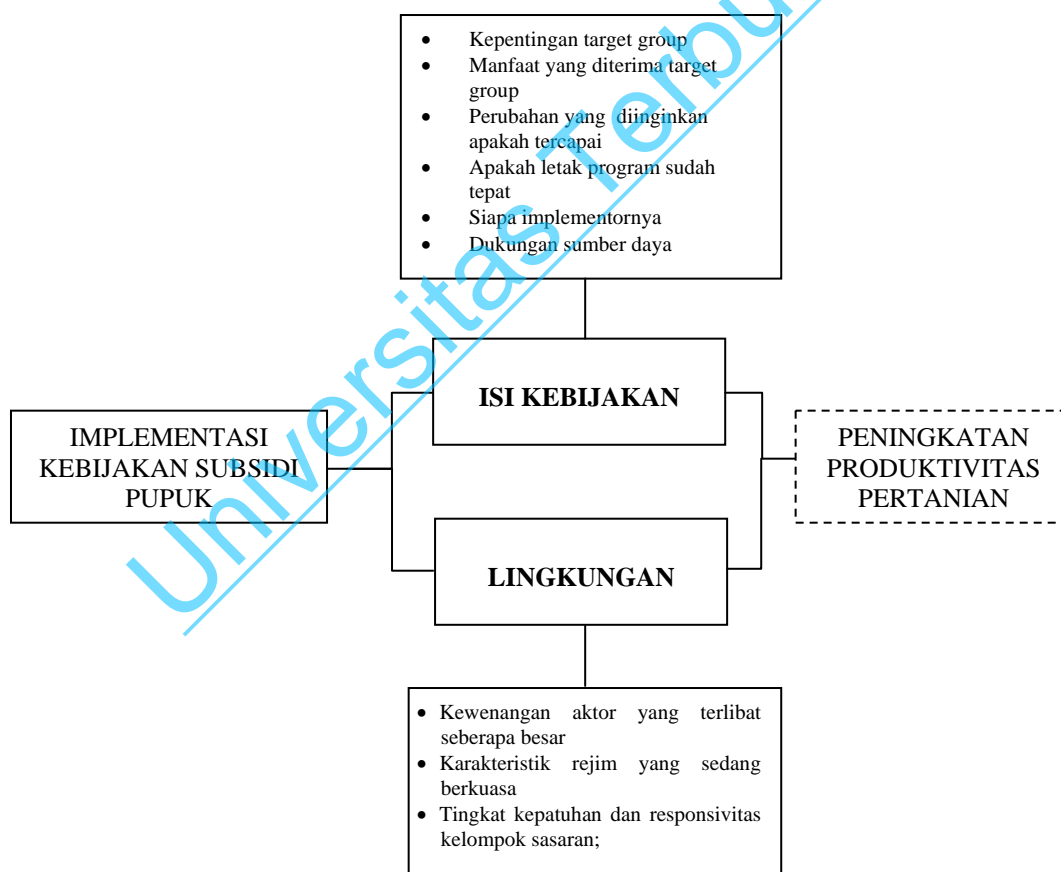 • Kepentingan target group
• Manfaat yang diterima target
group
• Perubahan yang diinginkan
apakah tercapai
• Apakah letak program sudah
tepat
• Siapa implementornya
• Dukungan sumber daya
ISI KEBIJAKAN
IMPLEMENTASI
KEBIJAKAN SUBSIDI
PUPUK
PENINGKATAN
PRODUKTIVITAS
PERTANIAN
LINGKUNGAN
• Kewenangan aktor yang terlibat
seberapa besar
• Karakteristik rejim yang sedang
berkuasa
• Tingkat kepatuhan dan responsivitas
kelompok sasaran;
Universitas